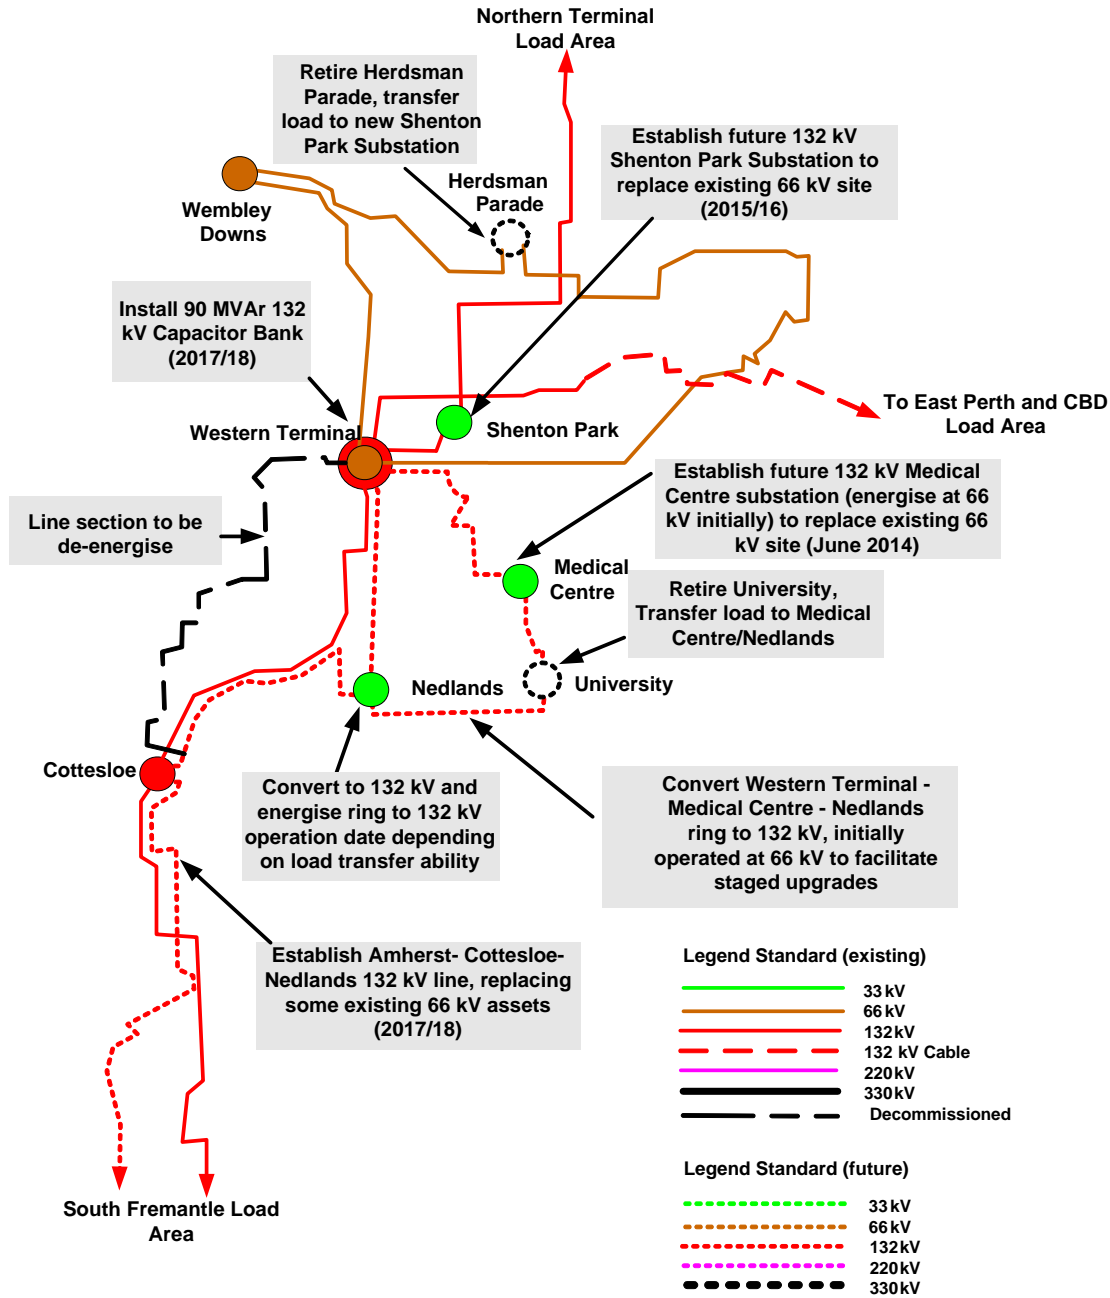 Northern Terminal
Load Area
Retire Herdsman
Parade, transfer
load to new Shenton
Park Substation
Establish future 132 kV
Shenton Park Substation to
replace existing 66 kV site
(2015/16)
Herdsman
Parade
Wembley
Downs
Install 90 MVAr 132
kV Capacitor Bank
(2017/18)
To East Perth and CBD
Load Area
Western Terminal
Shenton Park
Establish future 132 kV Medical
Centre substation (energise at 66
kV initially) to replace existing 66
kV site (June 2014)
Line section to be
de-energise
Medical
Centre
Retire University,
Transfer load to Medical
Centre/Nedlands
Nedlands
University
Cottesloe
Convert to 132 kV and
energise ring to 132 kV
operation date depending
on load transfer ability
Convert Western Terminal -
Medical Centre - Nedlands
ring to 132 kV, initially
operated at 66 kV to facilitate
staged upgrades
Establish Amherst- Cottesloe-
Nedlands 132 kV line, replacing
some existing 66 kV assets
(2017/18)
Legend Standard (existing)
33 kV
66 kV
132 kV
132 kV Cable
220 kV
330 kV
Decommissioned
Legend Standard (future)
33 kV
66 kV
132 kV
220 kV
330 kV
South Fremantle Load
Area